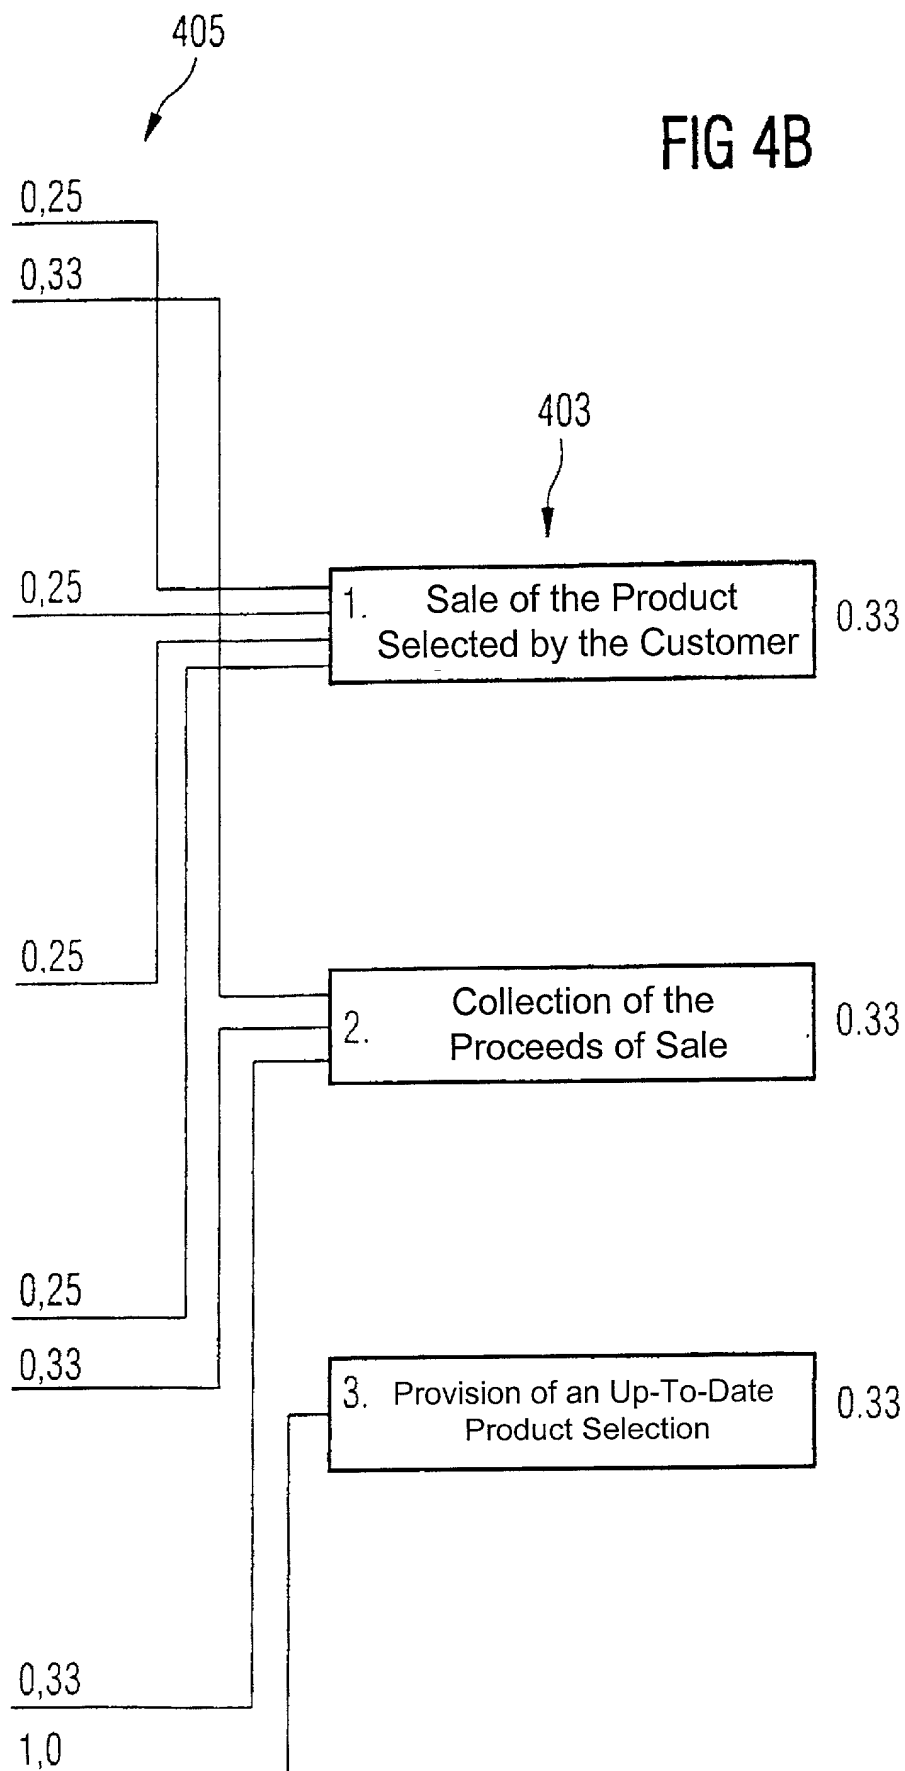 405
FIG 4B
0,25
0,33
403
0,25
1. Sale of the Product
Selected by the Customer
0.33
0,25
2. Collection of the
Proceeds of Sale
0.33
0,25
0,33
3. Provision of an Up-To-Date
Product Selection
0.33
0,33
1,0